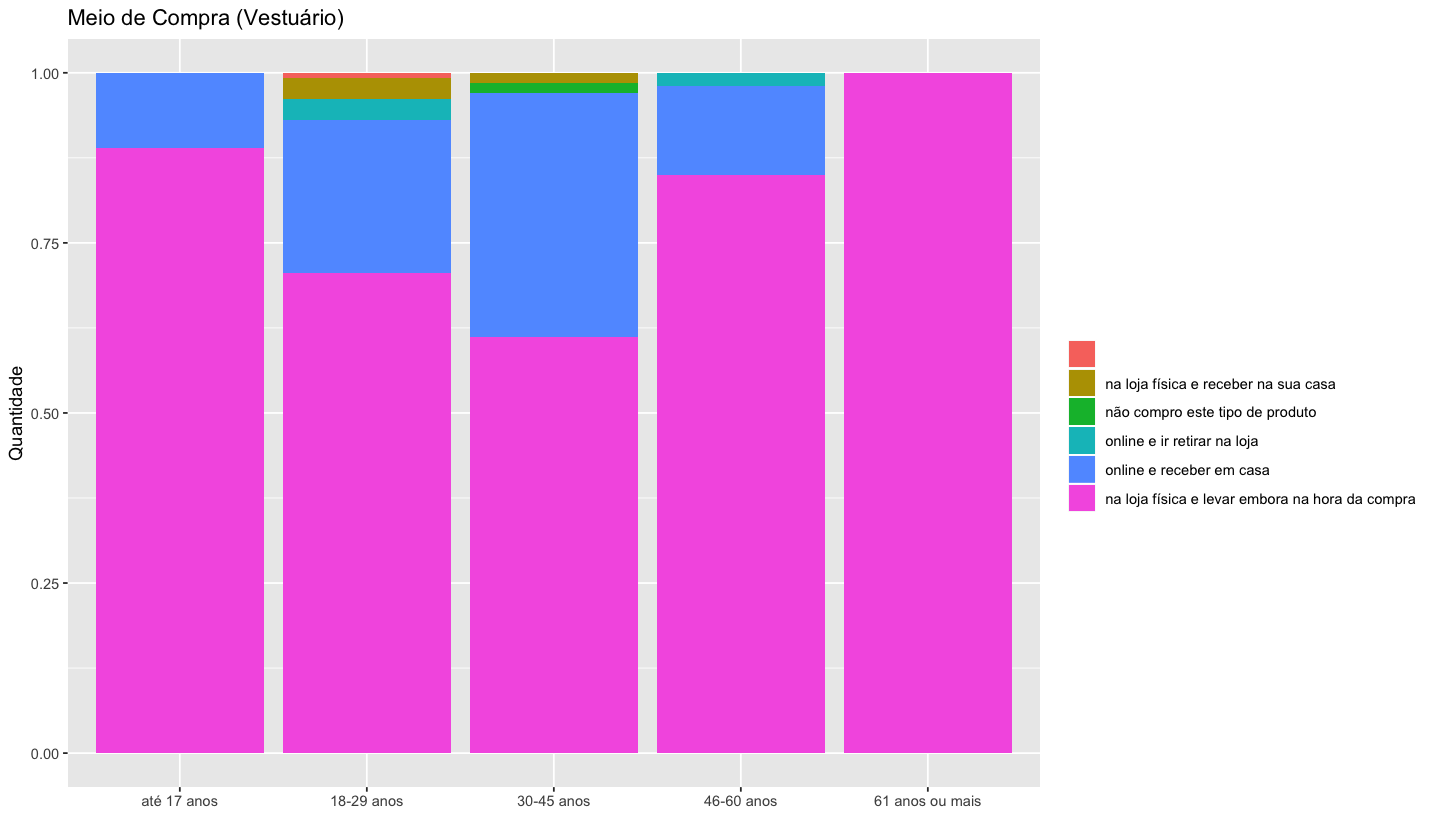 Meio de Compra (Vestuário)
Quantidade
1.00
0.75
0.50
0.25
0.00
até 17 anos
18-29 anos
30-45 anos
46-60 anos
61 anos ou mais
na loja física e receber na sua casa
não compro este tipo de produto
online e ir retirar na loja
online e receber em casa
na loja física e levar embora na hora da compra